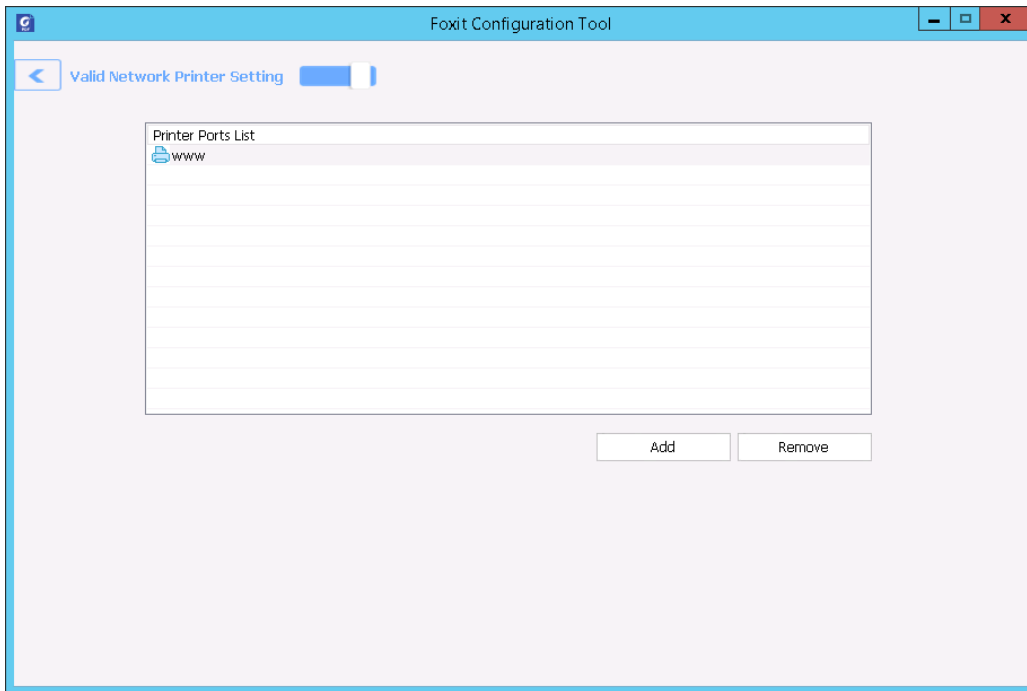 Foxit Configuration Tool
Valid Network Printer Setting
Printer Ports List
www
Add Remove